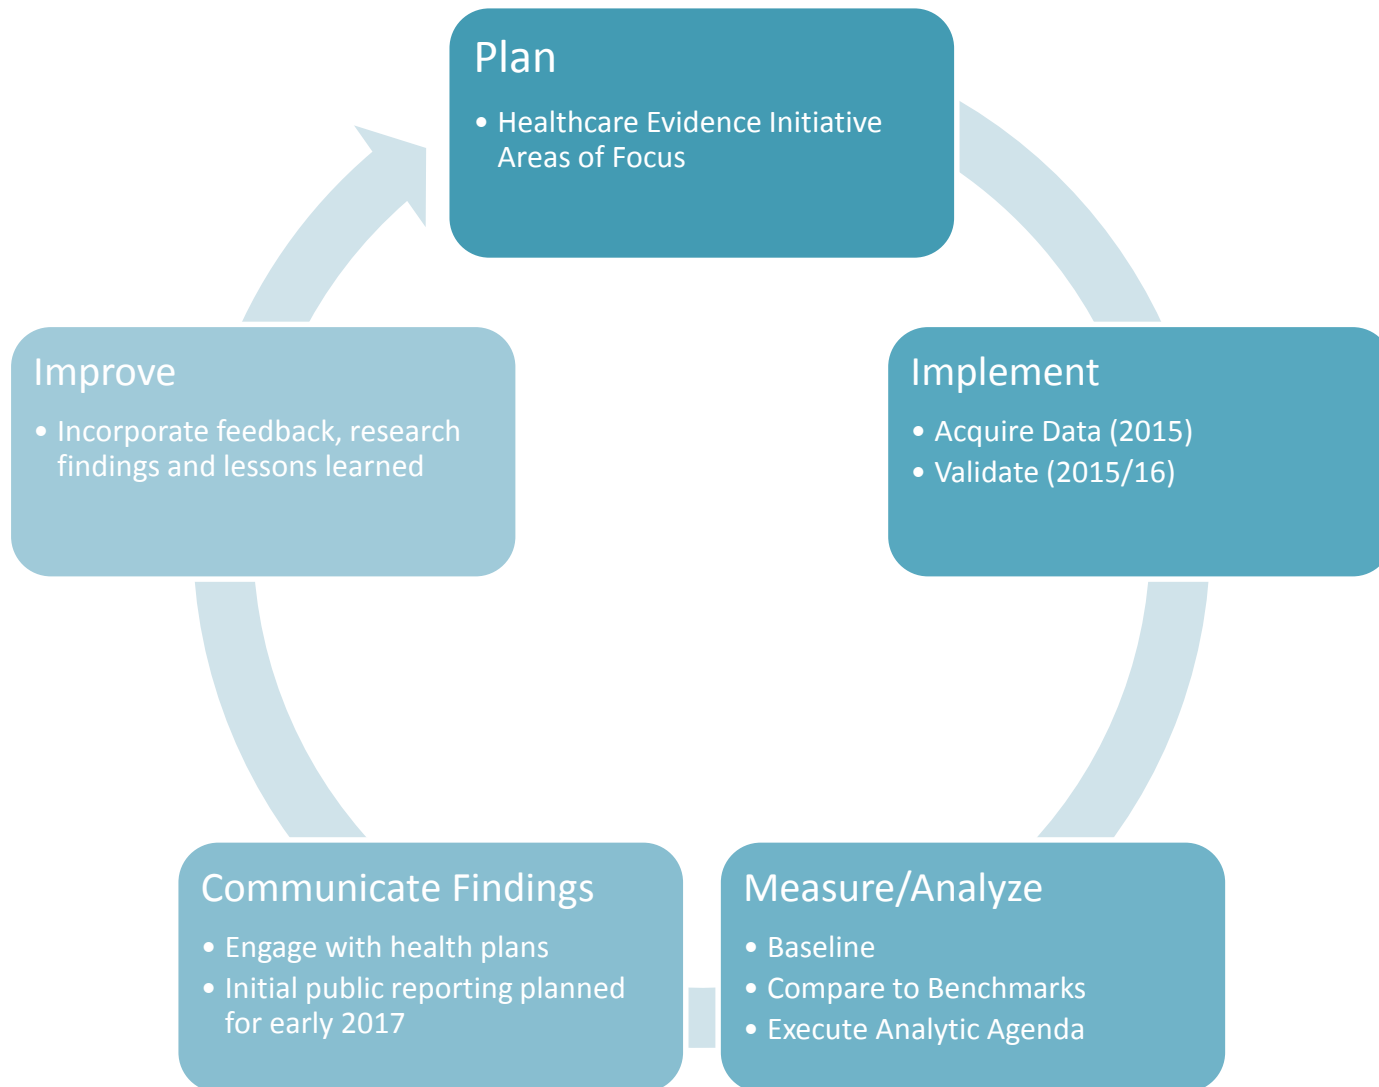 Plan
• Healthcare Evidence Initiative
Areas of Focus
Implement
• Acquire Data (2015)
• Validate (2015/16)
Measure/Analyze
• Baseline
• Compare to Benchmarks
• Execute Analytic Agenda
Communicate Findings
• Engage with health plans
• Initial public reporting planned
for early 2017
Improve
• Incorporate feedback, research
findings and lessons learned